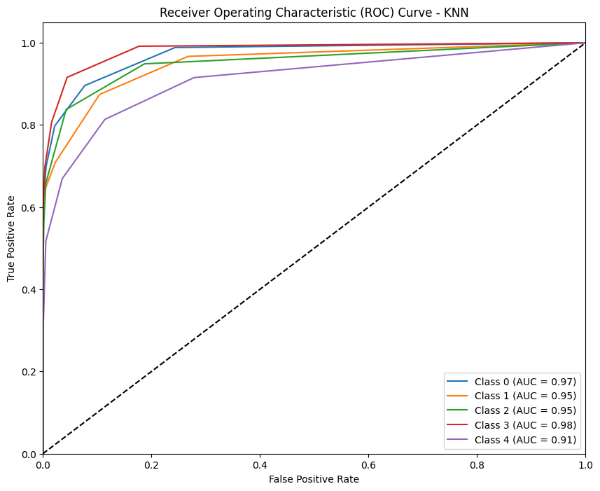 Receiver Operating Characteristic (ROC) Curve - KNN
True Positive Rate
1.0
0.8
0.6
0.4
0.2
0.0
Class 0 (AUC = 0.97)
Class 1 (AUC = 0.95)
Class 2 (AUC = 0.95)
Class 3 (AUC = 0.98)
Class 4 (AUC = 0.91)
0.0 0.2 0.4 0.6 0.8 1.0
False Positive Rate